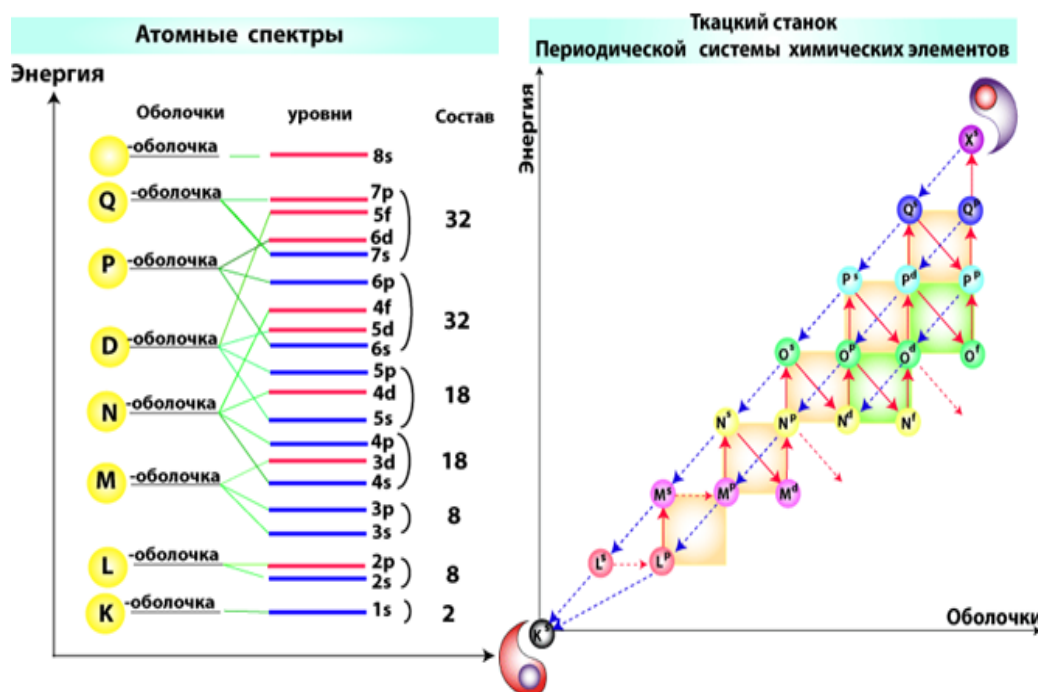 Атомные спектры
Энергия
Оболочки уровни Состав
-оболочка 8s
Q -оболочка 7p
5f
32
6d
7s
P -оболочка 6p
4f
32
5d
D -оболочка 6s
5p
4d
18
N -оболочка 5s
4p
3d
18
M -оболочка 4s
3p
8
3s
L -оболочка 2p
8
2s
K -оболочка 1s 2
Ткацкий станок
Периодической системы химических элементов
Энергия
X s
Q s Q p
P s P d P p
O s O p O d O f
N s N p N d N f
M s M p M d
L s L p
K s
Оболочки